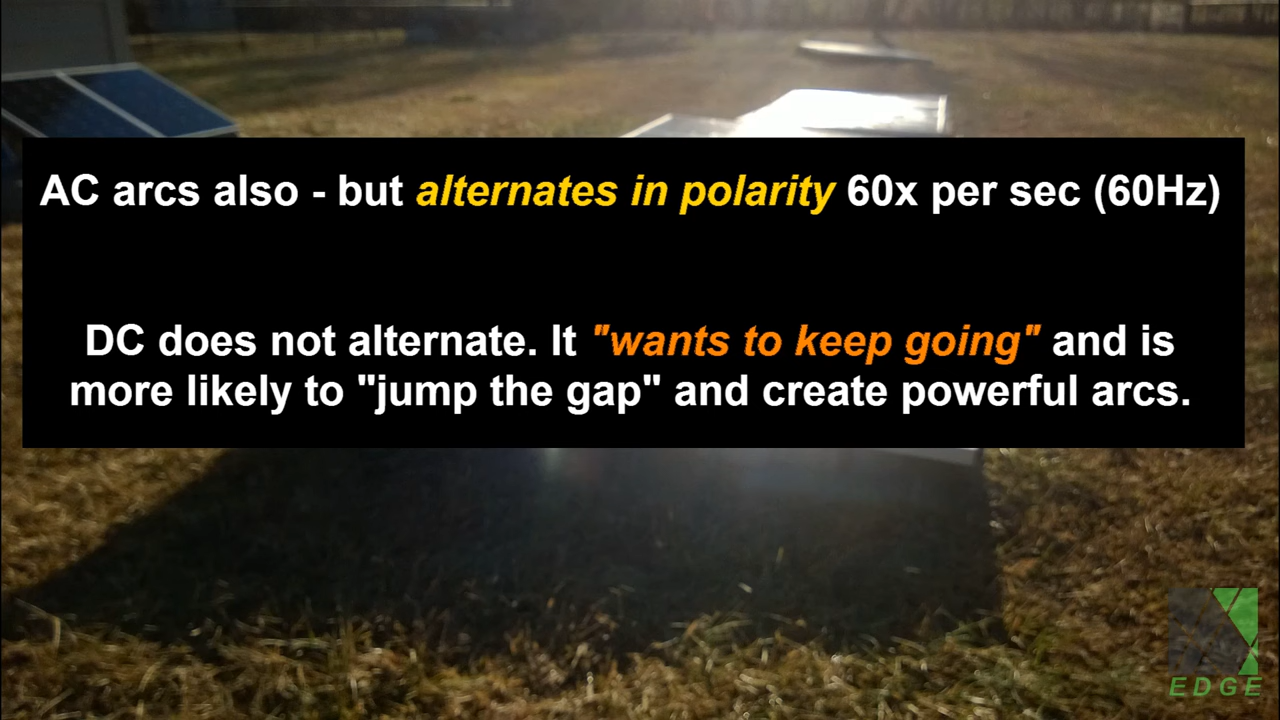 AC arcs also - but alternates in polarity 60x per sec (60Hz)
DC does not alternate. It "wants to keep going" and is
more likely to "jump the gap" and create powerful arcs.
EDGE